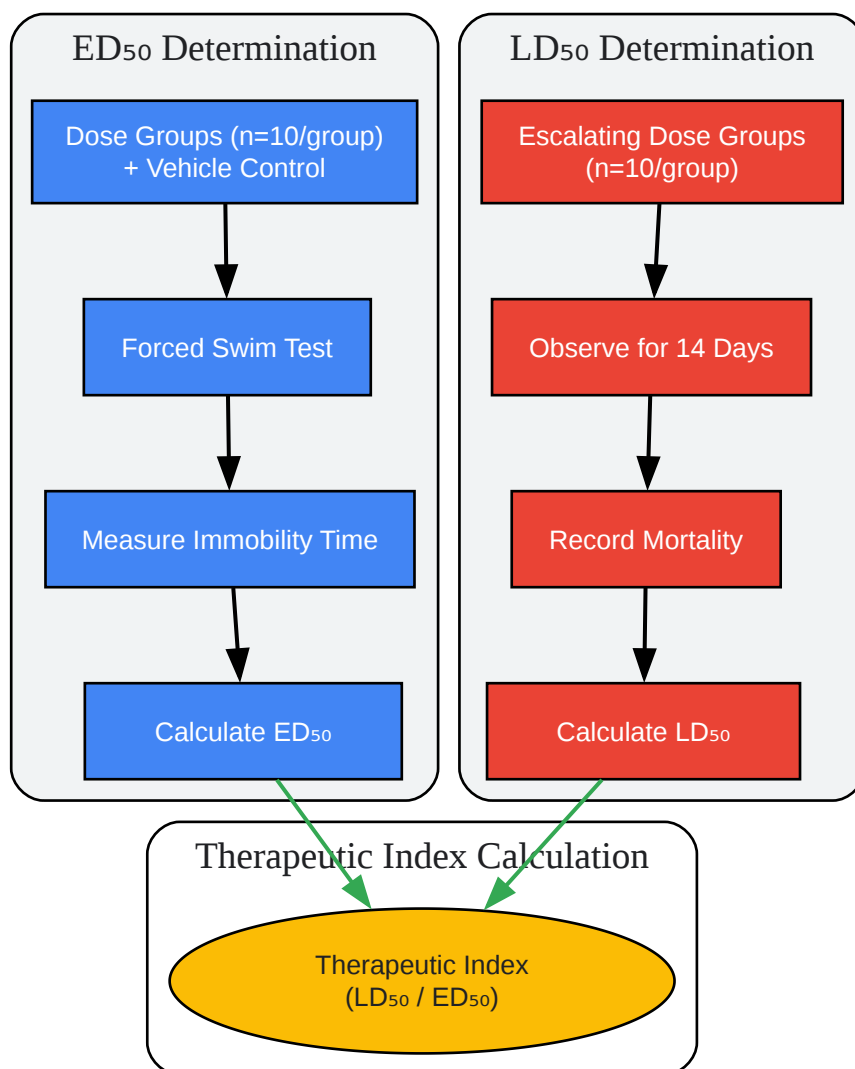 ED₅₀ Determination
Dose Groups (n=10/group)
+ Vehicle Control
Forced Swim Test
Measure Immobility Time
Calculate ED₅₀
LD₅₀ Determination
Escalating Dose Groups
(n=10/group)
Observe for 14 Days
Record Mortality
Calculate LD₅₀
Therapeutic Index Calculation
Therapeutic Index
(LD₅₀ / ED₅₀)